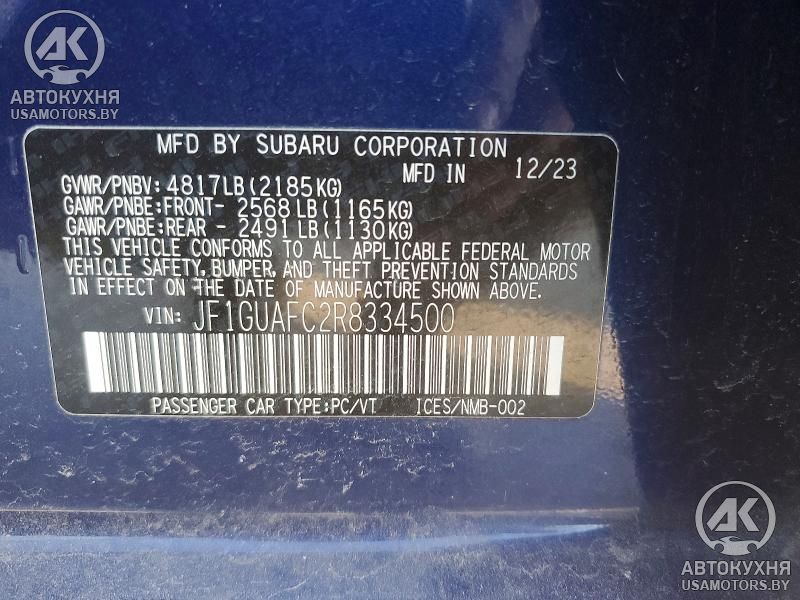 АК
АВТОКУХНЯ
USAMOTORS.BY
MFD BY SUBARU CORPORATION
MFD IN 12/23
GVWR/PNBV: 4817LB(2185KG)
GAWR/PNBE:FRONT- 2568LB(1165KG)
GAWR/PNBE:REAR - 2491LB(1130KG)
THIS VEHICLE CONFORMS TO ALL APPLICABLE FEDERAL MOTOR
VEHICLE SAFETY, BUMPER, AND THEFT PREVENTION STANDARDS
IN EFFECT ON THE DATE OF MANUFACTURE SHOWN ABOVE.
VIN: JF1GUAFC2R8334500
PASSENGER CAR TYPE:PC/VT ICES/NMB-002
АК
АВТОКУХНЯ
USAMOTORS.BY